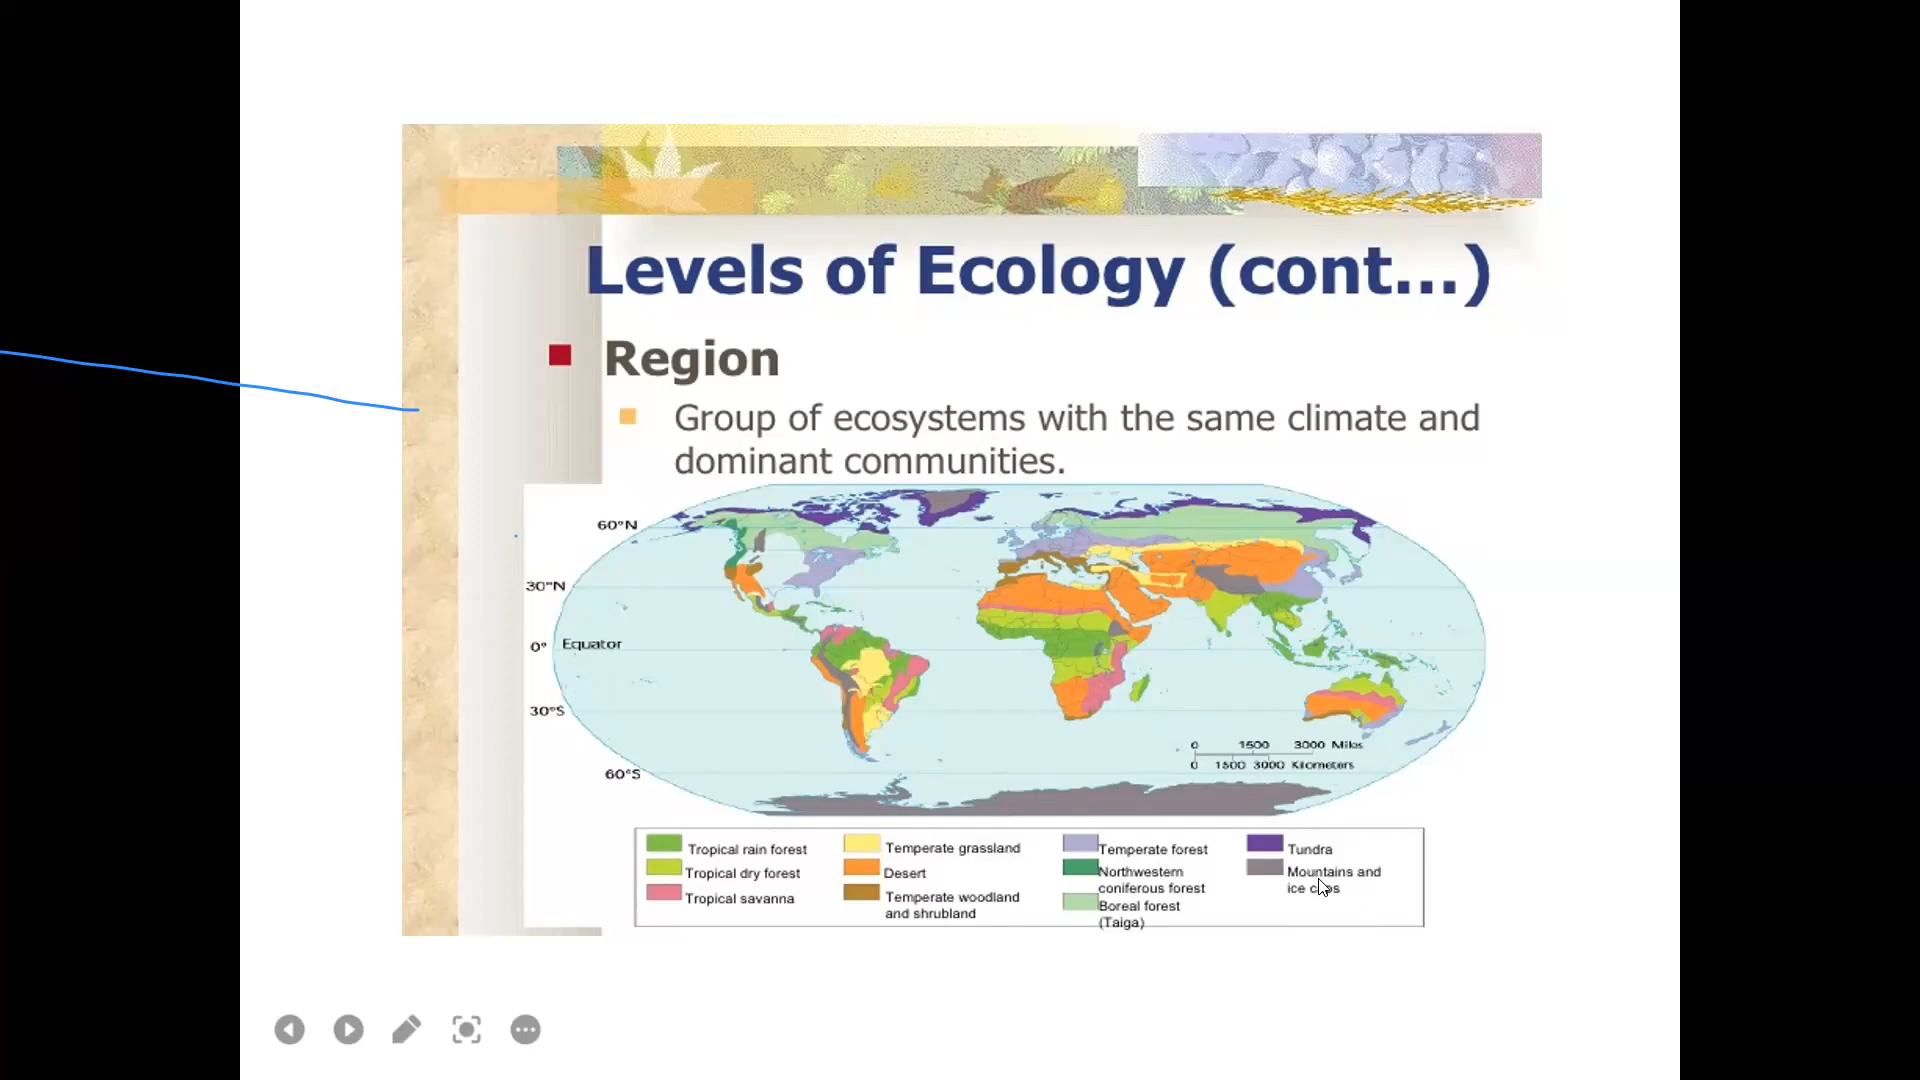 Levels of Ecology (cont...)
Region
Group of ecosystems with the same climate and
dominant communities.
60°N
30°N
0° Equator
30°S
60°S
0 1500 3000 Miles
0 1500 3000 Kilometers
Tropical rain forest
Tropical dry forest
Tropical savanna
Temperate grassland
Desert
Temperate woodland
and shrubland
Temperate forest
Northwestern
coniferous forest
Boreal forest
(Taiga)
Tundra
Mountains and
ice caps